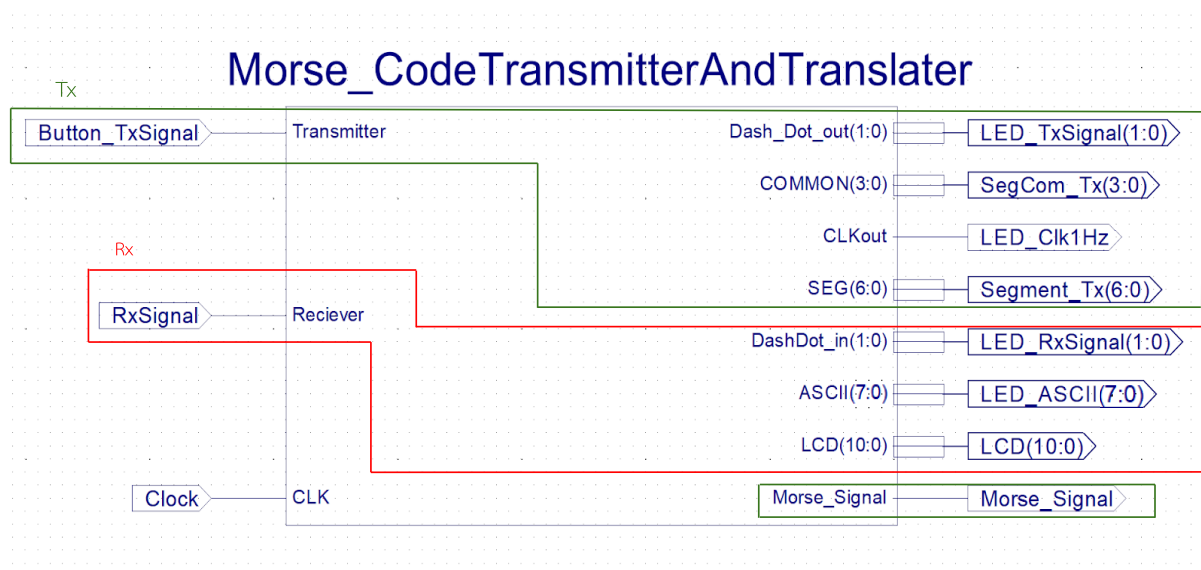 Morse_CodeTransmitterAndTranslater
Tx
Button_TxSignal Transmitter Dash_Dot_out(1:0) LED_TxSignal(1:0)
COMMON(3:0) SegCom_Tx(3:0)
CLKout LED_Clk1Hz
Rx
SEG(6:0) Segment_Tx(6:0)
RxSignal Reciever
DashDot_in(1:0) LED_RxSignal(1:0)
ASCII(7:0) LED_ASCII(7:0)
LCD(10:0) LCD(10:0)
Clock CLK Morse_Signal Morse_Signal